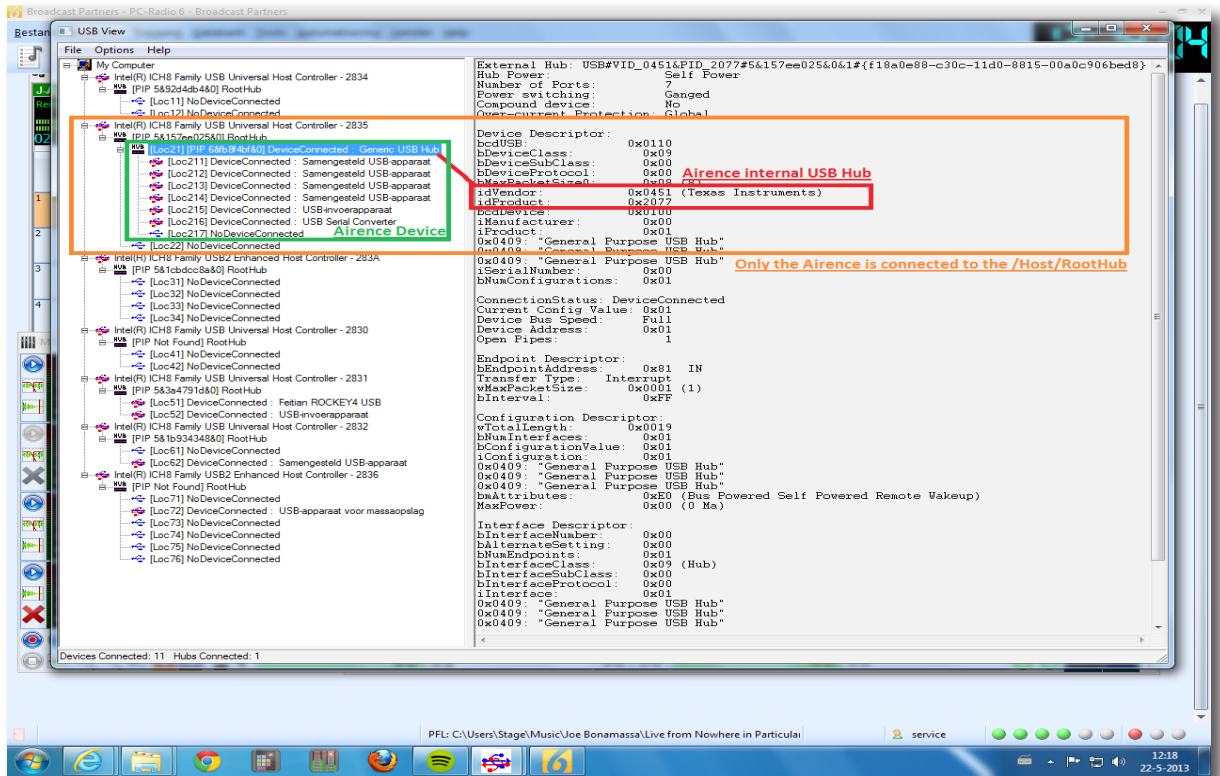 Broadcast Partners - PC-Radio 6 - Broadcast Partners
Bestan
USB View
File Options Help
My Computer
Intel(R) ICH8 Family USB Universal Host Controller - 2834
[PIP 5&92d4db4&0] RootHub
[Loc11] NoDeviceConnected
[Loc12] NoDeviceConnected
Intel(R) ICH8 Family USB Universal Host Controller - 2835
[PIP 5&157ee025&0] RootHub
[Loc21] [PIP 6&fb8f4bf&0] DeviceConnected : Generic USB Hub
[Loc211] DeviceConnected : Samengesteld USB-apparaat
[Loc212] DeviceConnected : Samengesteld USB-apparaat
[Loc213] DeviceConnected : Samengesteld USB-apparaat
[Loc214] DeviceConnected : Samengesteld USB-apparaat
[Loc215] DeviceConnected : USB-invoerapparaat
[Loc216] DeviceConnected : USB Serial Converter
[Loc217] NoDeviceConnected
Airence Device
[Loc22] NoDeviceConnected
Intel(R) ICH8 Family USB2 Enhanced Host Controller - 283A
[PIP 5&1cbdcc8a&0] RootHub
[Loc31] NoDeviceConnected
[Loc32] NoDeviceConnected
[Loc33] NoDeviceConnected
[Loc34] NoDeviceConnected
Intel(R) ICH8 Family USB Universal Host Controller - 2830
[PIP Not Found] RootHub
[Loc41] NoDeviceConnected
[Loc42] NoDeviceConnected
Intel(R) ICH8 Family USB Universal Host Controller - 2831
[PIP 5&3a4791d&0] RootHub
[Loc51] DeviceConnected : Feitian ROCKEY4 USB
[Loc52] DeviceConnected : USB-invoerapparaat
Intel(R) ICH8 Family USB Universal Host Controller - 2832
[PIP 5&1b934348&0] RootHub
[Loc61] NoDeviceConnected
[Loc62] DeviceConnected : Samengesteld USB-apparaat
Intel(R) ICH8 Family USB2 Enhanced Host Controller - 2836
[PIP Not Found] RootHub
[Loc71] NoDeviceConnected
[Loc72] DeviceConnected : USB-apparaat voor massaopslag
[Loc73] NoDeviceConnected
[Loc74] NoDeviceConnected
[Loc75] NoDeviceConnected
[Loc76] NoDeviceConnected
External Hub: USB#VID_0451&PID_2077#5&157ee025&0&1#{f18a0e88-c30c-11d0-8815-00a0c906bed8}
Hub Power: Self Power
Number of Ports: 7
Power switching: Ganged
Compound device: No
Over-current Protection: Global
Device Descriptor:
bcdUSB: 0x0110
bDeviceClass: 0x09
bDeviceSubClass: 0x00
bDeviceProtocol: 0x00
Airence internal USB Hub
bMaxPacketSize0: 0x08 (8)
idVendor: 0x0451 (Texas Instruments)
idProduct: 0x2077
bcdDevice: 0x0100
iManufacturer: 0x00
iProduct: 0x01
0x0409: "General Purpose USB Hub"
0x0409: "General Purpose USB Hub"
0x0409: "General Purpose USB Hub"
Only the Airence is connected to the /Host/RootHub
iSerialNumber: 0x00
bNumConfigurations: 0x01
ConnectionStatus: DeviceConnected
Current Config Value: 0x01
Device Bus Speed: Full
Device Address: 0x01
Open Pipes: 1
Endpoint Descriptor:
bEndpointAddress: 0x81 IN
Transfer Type: Interrupt
wMaxPacketSize: 0x0001 (1)
bInterval: 0xFF
Configuration Descriptor:
wTotalLength: 0x0019
bNumInterfaces: 0x01
bConfigurationValue: 0x01
iConfiguration: 0x01
0x0409: "General Purpose USB Hub"
0x0409: "General Purpose USB Hub"
0x0409: "General Purpose USB Hub"
bmAttributes: 0xE0 (Bus Powered Self Powered Remote Wakeup)
MaxPower: 0x00 (0 Ma)
Interface Descriptor:
bInterfaceNumber: 0x00
bAlternateSetting: 0x00
bNumEndpoints: 0x01
bInterfaceClass: 0x09 (Hub)
bInterfaceSubClass: 0x00
bInterfaceProtocol: 0x00
iInterface: 0x01
0x0409: "General Purpose USB Hub"
0x0409: "General Purpose USB Hub"
0x0409: "General Purpose USB Hub"
Devices Connected: 11 Hubs Connected: 1
02
1
2
3
4
PFL: C:\Users\Stage\Music\Joe Bonamassa\Live from Nowhere in Particular
service
12:18
22-5-2013